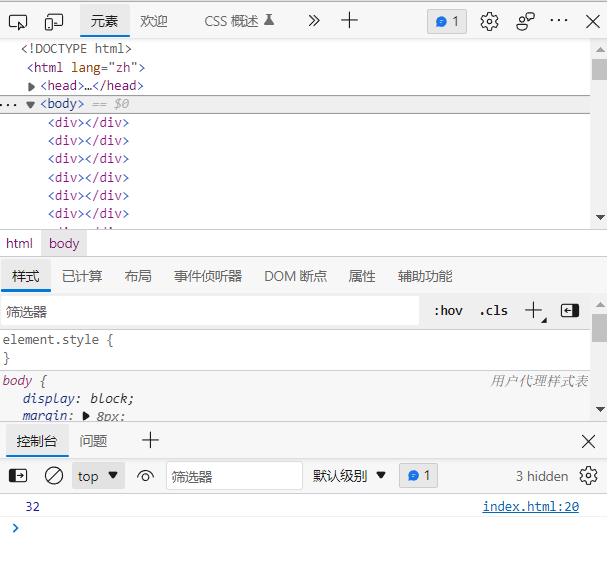 元素 欢迎 CSS 概述 1
<!DOCTYPE html>
<html lang="zh">
<head>…</head>
··· <body> == $0
<div></div>
<div></div>
<div></div>
<div></div>
<div></div>
<div></div>
html body
样式 已计算 布局 事件侦听器 DOM 断点 属性 辅助功能
筛选器 :hov .cls
element.style {
}
body { 用户代理样式表
display: block;
margin: 8px;
控制台 问题
top 筛选器 默认级别 1 3 hidden
32 index.html:20